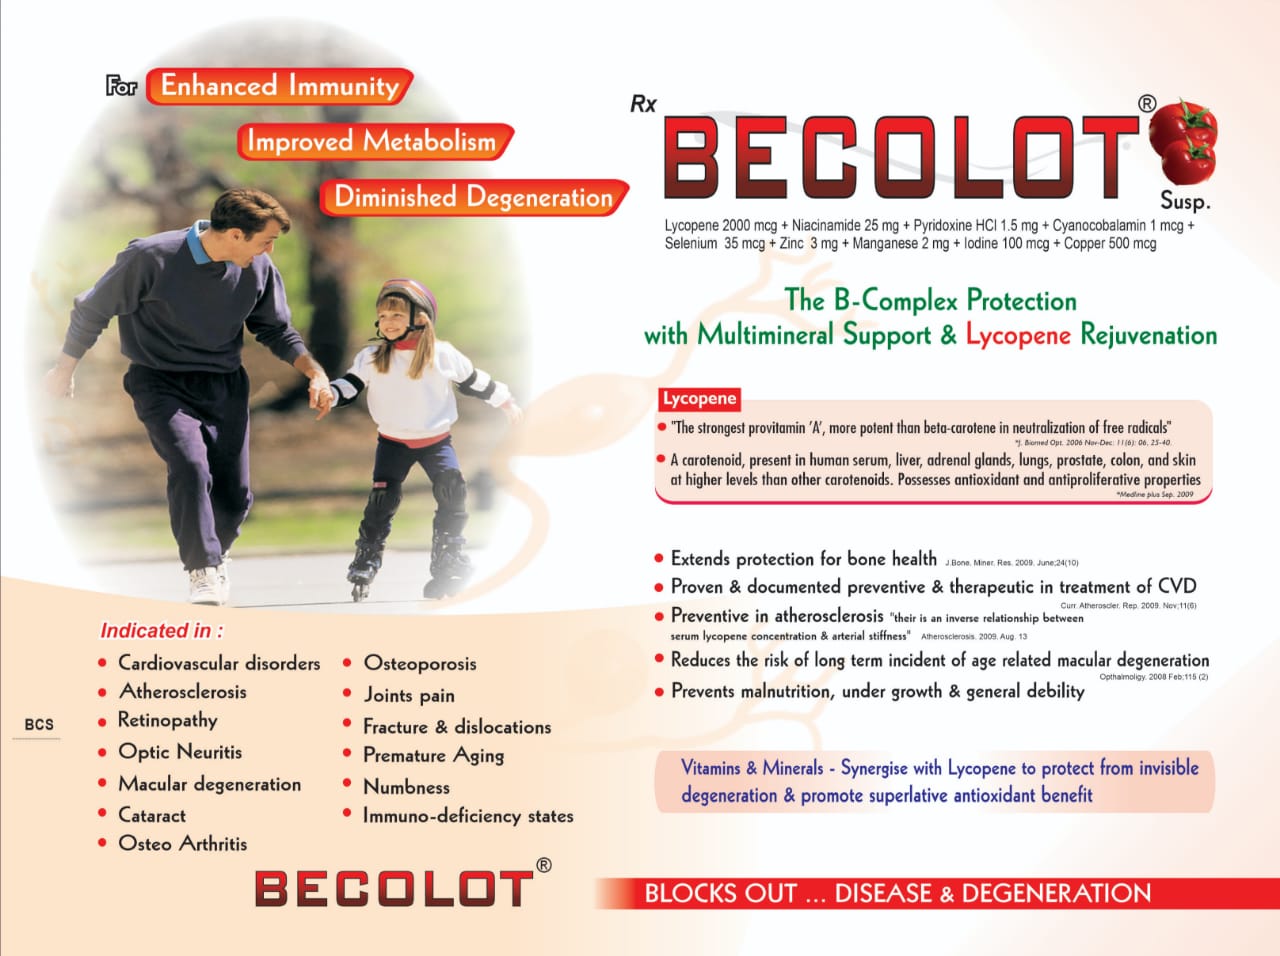 For Enhanced Immunity
Improved Metabolism
Diminished Degeneration
Indicated in :
• Cardiovascular disorders
• Atherosclerosis
• Retinopathy
• Optic Neuritis
• Macular degeneration
• Cataract
• Osteo Arthritis
• Osteoporosis
• Joints pain
• Fracture & dislocations
• Premature Aging
• Numbness
• Immuno-deficiency states
BCS
BECOLOT®
Rx
BECOLOT®
Susp.
Lycopene 2000 mcg + Niacinamide 25 mg + Pyridoxine HCl 1.5 mg + Cyanocobalamin 1 mcg +
Selenium 35 mcg + Zinc 3 mg + Manganese 2 mg + Iodine 100 mcg + Copper 500 mcg
The B-Complex Protection
with Multimineral Support & Lycopene Rejuvenation
Lycopene
• "The strongest provitamin 'A', more potent than beta-carotene in neutralization of free radicals"
*J. Biomed Opt. 2006 Nov-Dec: 11(6): 06, 25-40.
• A carotenoid, present in human serum, liver, adrenal glands, lungs, prostate, colon, and skin
at higher levels than other carotenoids. Possesses antioxidant and antiproliferative properties
*Medline plus Sep. 2009
• Extends protection for bone health J.Bone. Miner. Res. 2009. June;24(10)
• Proven & documented preventive & therapeutic in treatment of CVD
Curr. Atheroscler. Rep. 2009. Nov;11(6)
• Preventive in atherosclerosis "their is an inverse relationship between
serum lycopene concentration & arterial stiffness" Atherosclerosis. 2009. Aug. 13
• Reduces the risk of long term incident of age related macular degeneration
Opthalmoligy. 2008 Feb;115 (2)
• Prevents malnutrition, under growth & general debility
Vitamins & Minerals - Synergise with Lycopene to protect from invisible
degeneration & promote superlative antioxidant benefit
BLOCKS OUT ... DISEASE & DEGENERATION